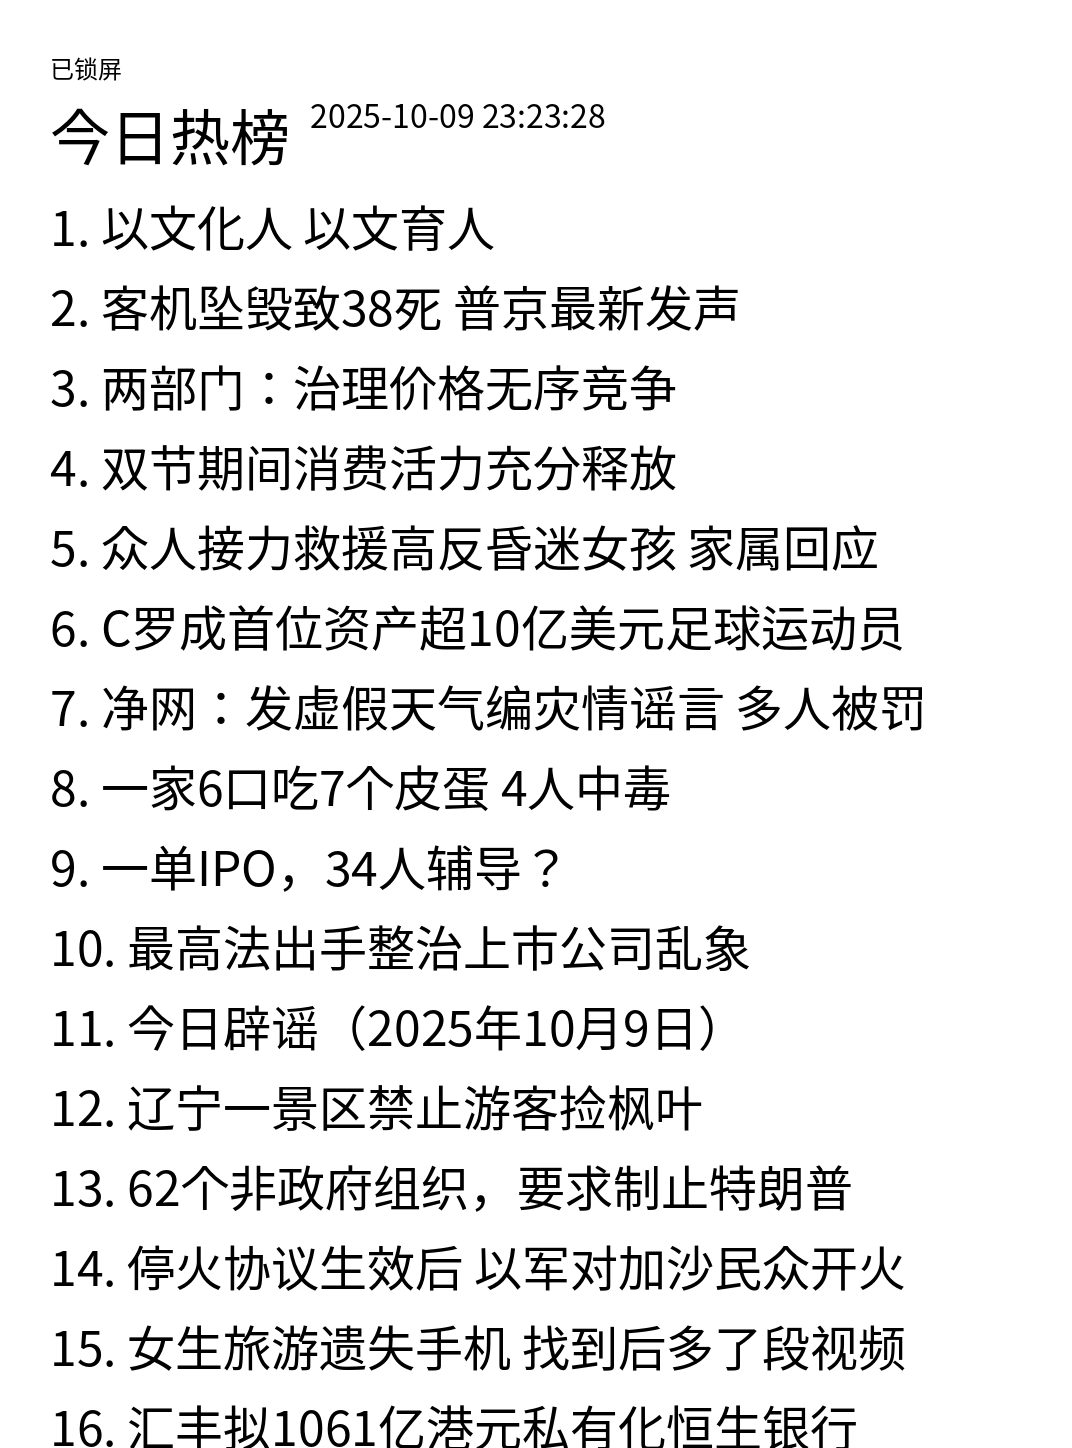 已锁屏
今日热榜 2025-10-09 23:23:28
1. 以文化人 以文育人
2. 客机坠毁致38死 普京最新发声
3. 两部门：治理价格无序竞争
4. 双节期间消费活力充分释放
5. 众人接力救援高反昏迷女孩 家属回应
6. C罗成首位资产超10亿美元足球运动员
7. 净网：发虚假天气编灾情谣言 多人被罚
8. 一家6口吃7个皮蛋 4人中毒
9. 一单IPO，34人辅导？
10. 最高法出手整治上市公司乱象
11. 今日辟谣（2025年10月9日）
12. 辽宁一景区禁止游客捡枫叶
13. 62个非政府组织，要求制止特朗普
14. 停火协议生效后 以军对加沙民众开火
15. 女生旅游遗失手机 找到后多了段视频
16. 汇丰拟1061亿港元私有化恒生银行